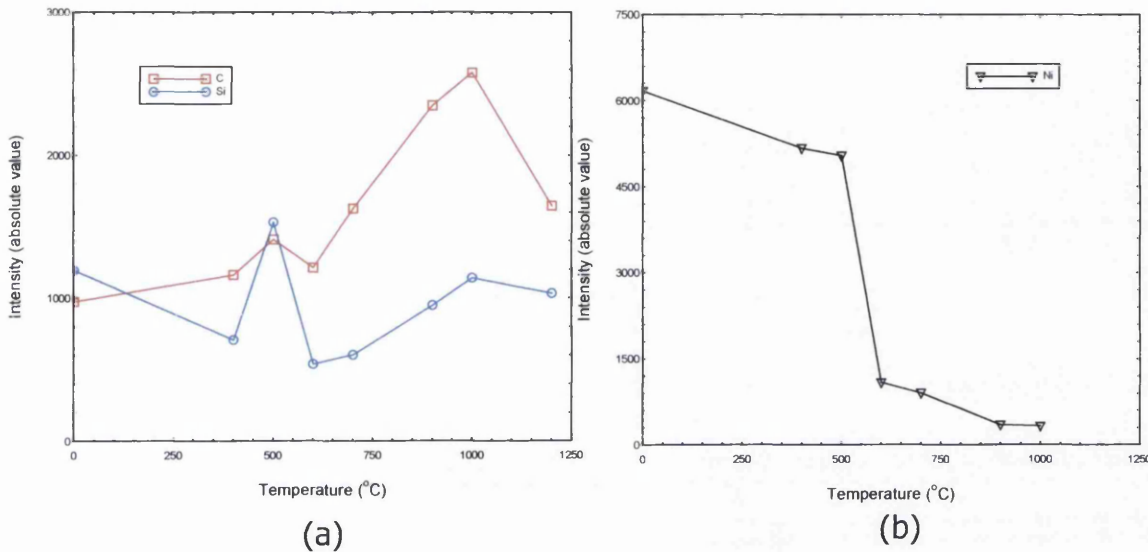 3000
2000
1000
0
Intensity (absolute value)
C
Si
0 250 500 750 1000 1250
Temperature (°C)
(a)
7500
6000
4500
3000
1500
0
Intensity (absolute value)
Ni
0 250 500 750 1000 1250
Temperature (°C)
(b)